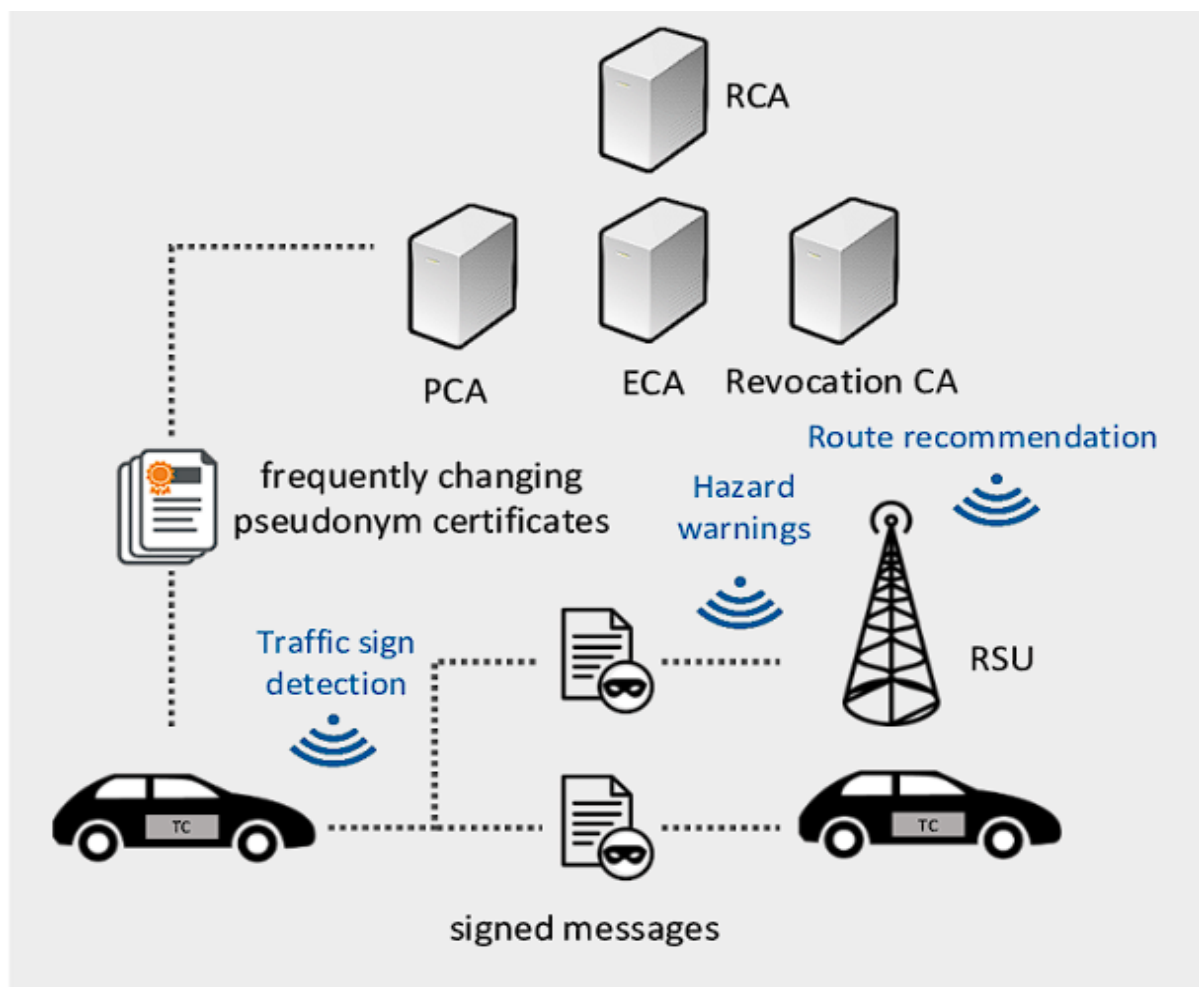 RCA
PCA
ECA
Revocation CA
Route recommendation
frequently changing
pseudonym certificates
Hazard
warnings
Traffic sign
detection
RSU
TC
TC
signed messages